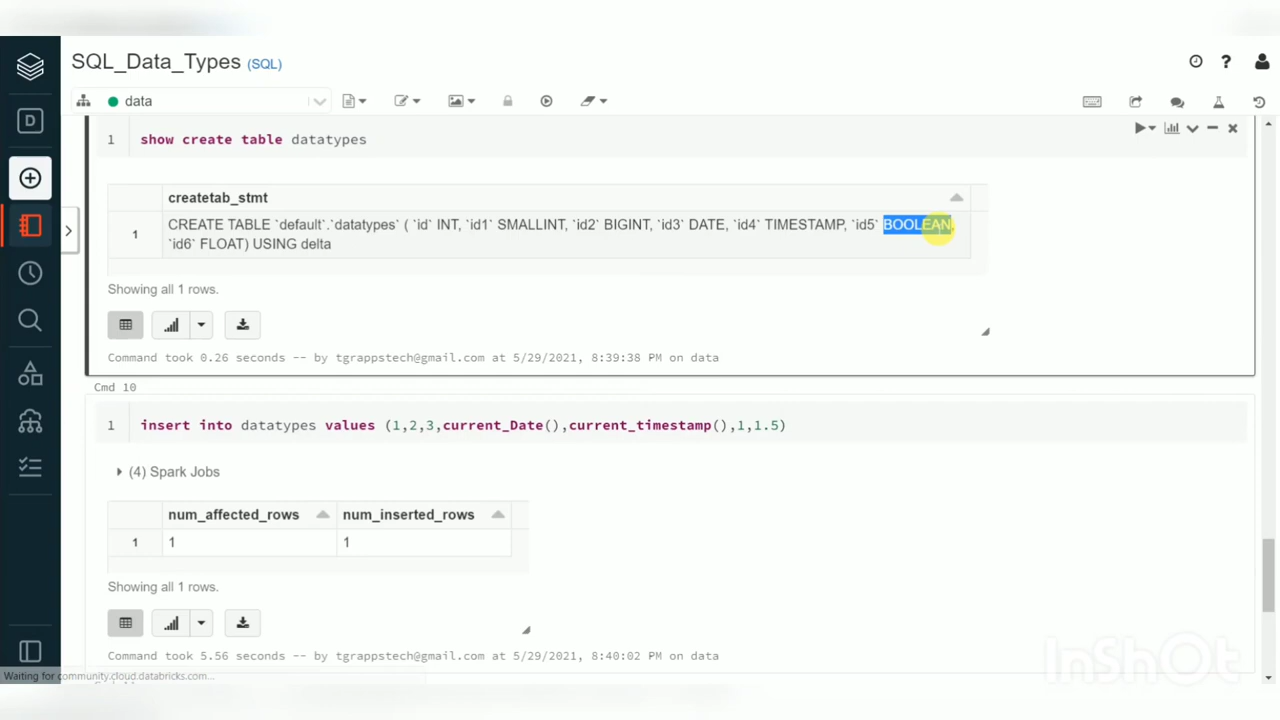 SQL_Data_Types (SQL)
D
data
1 show create table datatypes
createtab_stmt
1 CREATE TABLE `default`.`datatypes` ( `id` INT, `id1` SMALLINT, `id2` BIGINT, `id3` DATE, `id4` TIMESTAMP, `id5` BOOLEAN,
`id6` FLOAT) USING delta
Showing all 1 rows.
Command took 0.26 seconds -- by tgrappstech@gmail.com at 5/29/2021, 8:39:38 PM on data
Cmd 10
1 insert into datatypes values (1,2,3,current_Date(),current_timestamp(),1,1.5)
(4) Spark Jobs
num_affected_rows num_inserted_rows
1 1 1
Showing all 1 rows.
Command took 5.56 seconds -- by tgrappstech@gmail.com at 5/29/2021, 8:40:02 PM on data
Waiting for community.cloud.databricks.com...
InShOt